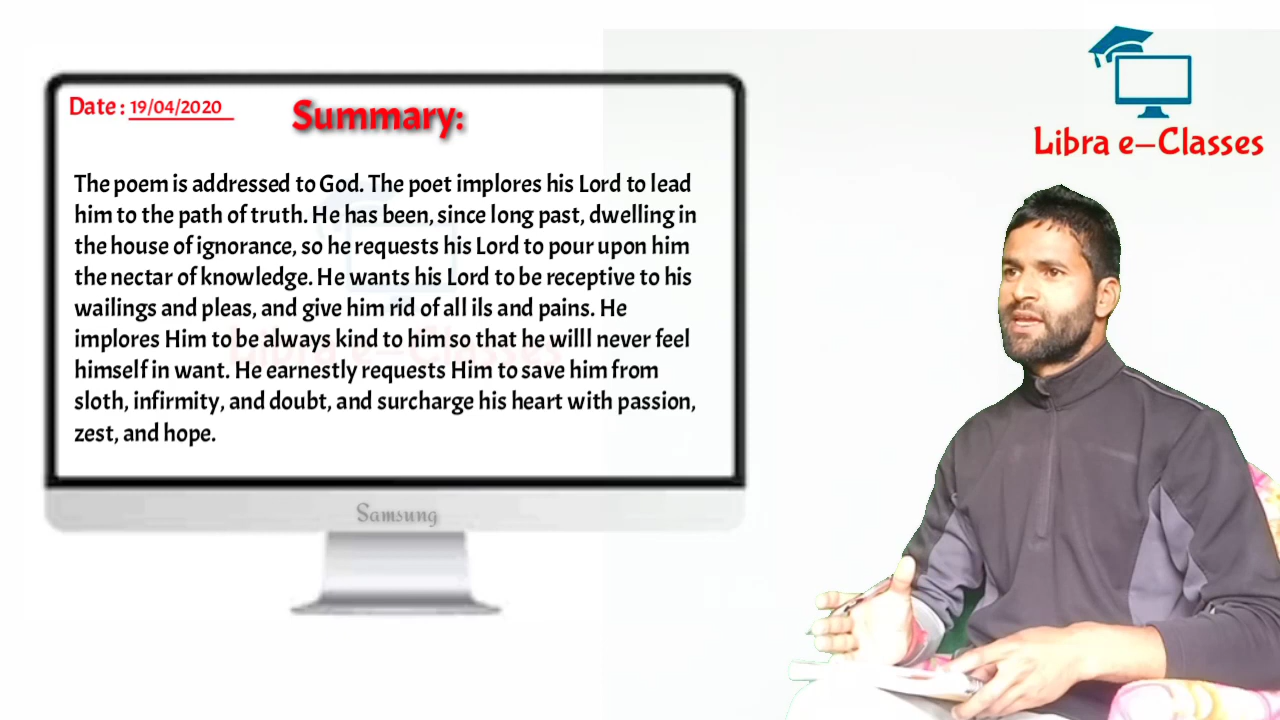 Date : 19/04/2020
Summary:
The poem is addressed to God. The poet implores his Lord to lead
him to the path of truth. He has been, since long past, dwelling in
the house of ignorance, so he requests his Lord to pour upon him
the nectar of knowledge. He wants his Lord to be receptive to his
wailings and pleas, and give him rid of all ils and pains. He
implores Him to be always kind to him so that he willl never feel
himself in want. He earnestly requests Him to save him from
sloth, infirmity, and doubt, and surcharge his heart with passion,
zest, and hope.
Samsung
Libra e-Classes